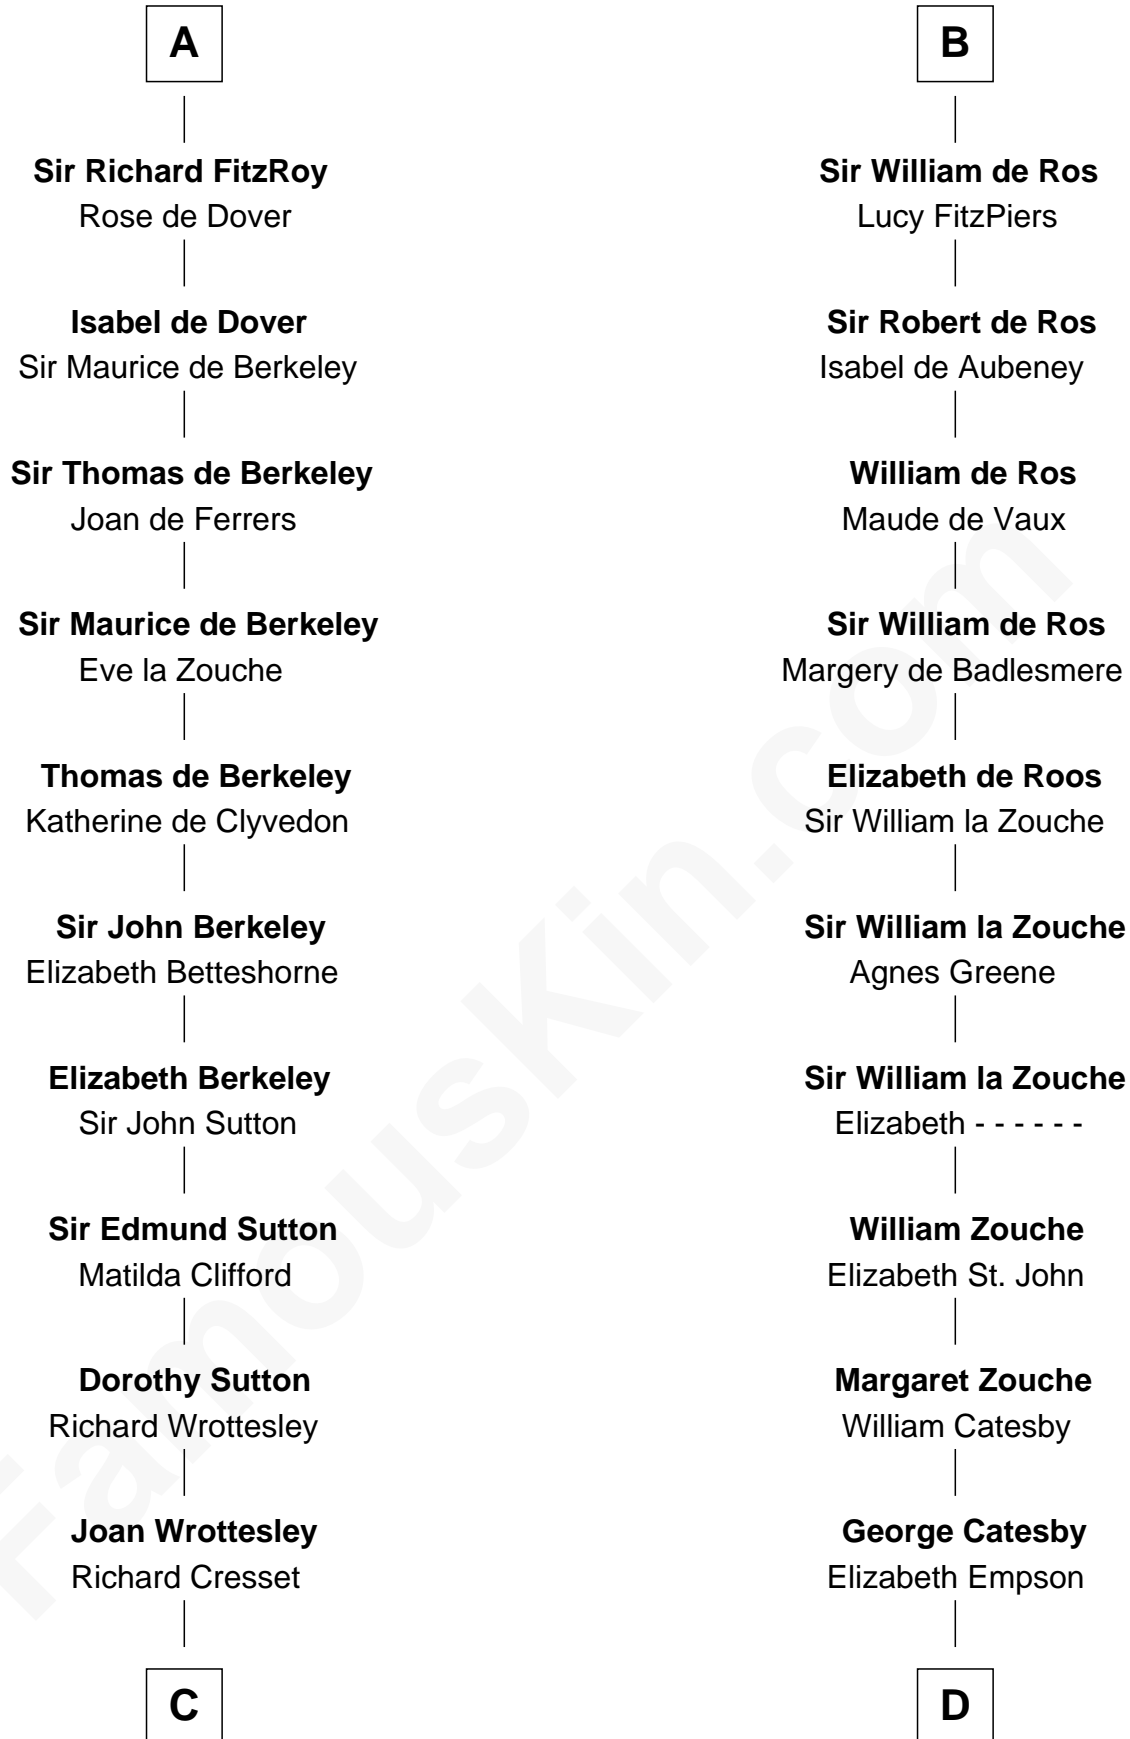 A
Sir Richard FitzRoy
Rose de Dover
Isabel de Dover
Sir Maurice de Berkeley
Sir Thomas de Berkeley
Joan de Ferrers
Sir Maurice de Berkeley
Eve la Zouche
Thomas de Berkeley
Katherine de Clyvedon
Sir John Berkeley
Elizabeth Betteshorne
Elizabeth Berkeley
Sir John Sutton
Sir Edmund Sutton
Matilda Clifford
Dorothy Sutton
Richard Wrottesley
Joan Wrottesley
Richard Cresset
C
B
Sir William de Ros
Lucy FitzPiers
Sir Robert de Ros
Isabel de Aubeney
William de Ros
Maude de Vaux
Sir William de Ros
Margery de Badlesmere
Elizabeth de Roos
Sir William la Zouche
Sir William la Zouche
Agnes Greene
Sir William la Zouche
Elizabeth - - - - - -
William Zouche
Elizabeth St. John
Margaret Zouche
William Catesby
George Catesby
Elizabeth Empson
D
FamousKin.com